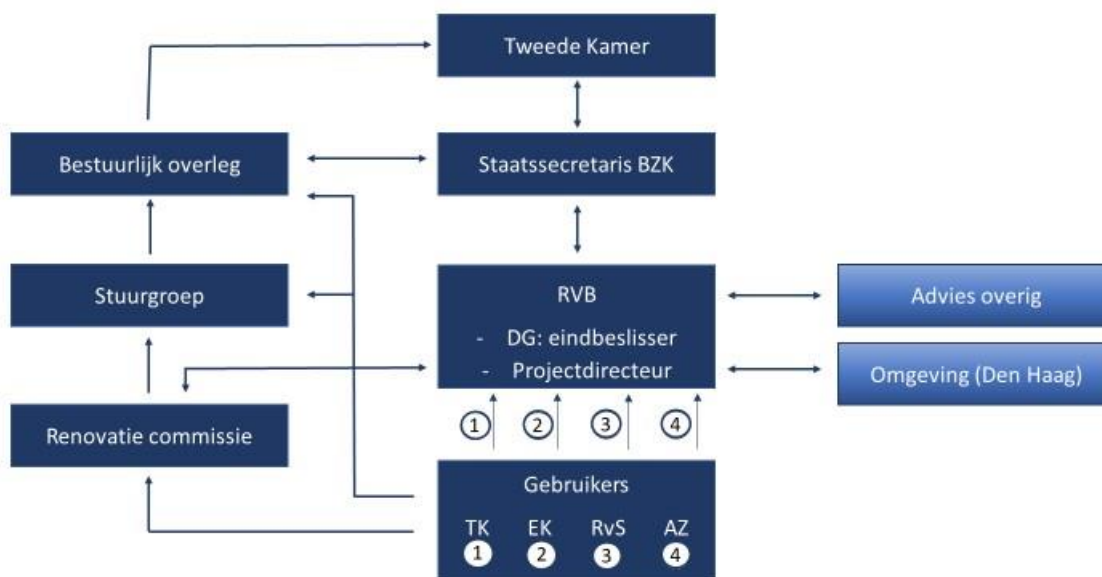 Tweede Kamer
Bestuurlijk overleg
Staatssecretaris BZK
Stuurgroep
RVB
- DG: eindbeslisser
- Projectdirecteur
Advies overig
Omgeving (Den Haag)
Renovatie commissie
1 2 3 4
Gebruikers
TK EK RvS AZ
1 2 3 4